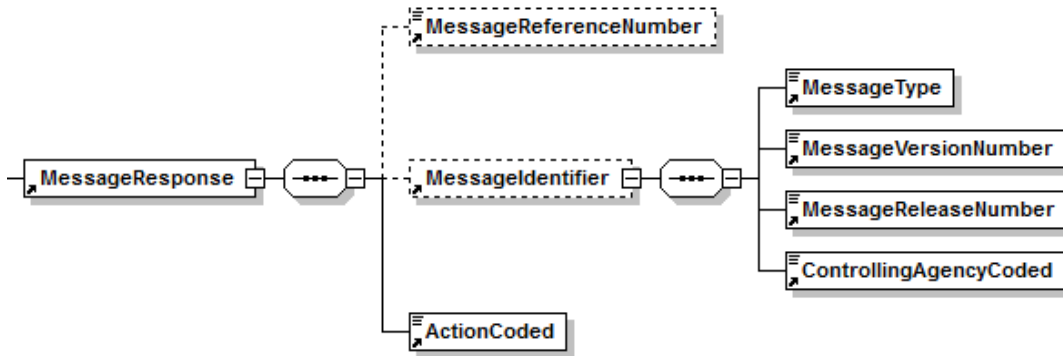 MessageReferenceNumber
MessageType
MessageVersionNumber
MessageResponse
MessageIdentifier
MessageReleaseNumber
ControllingAgencyCoded
ActionCoded